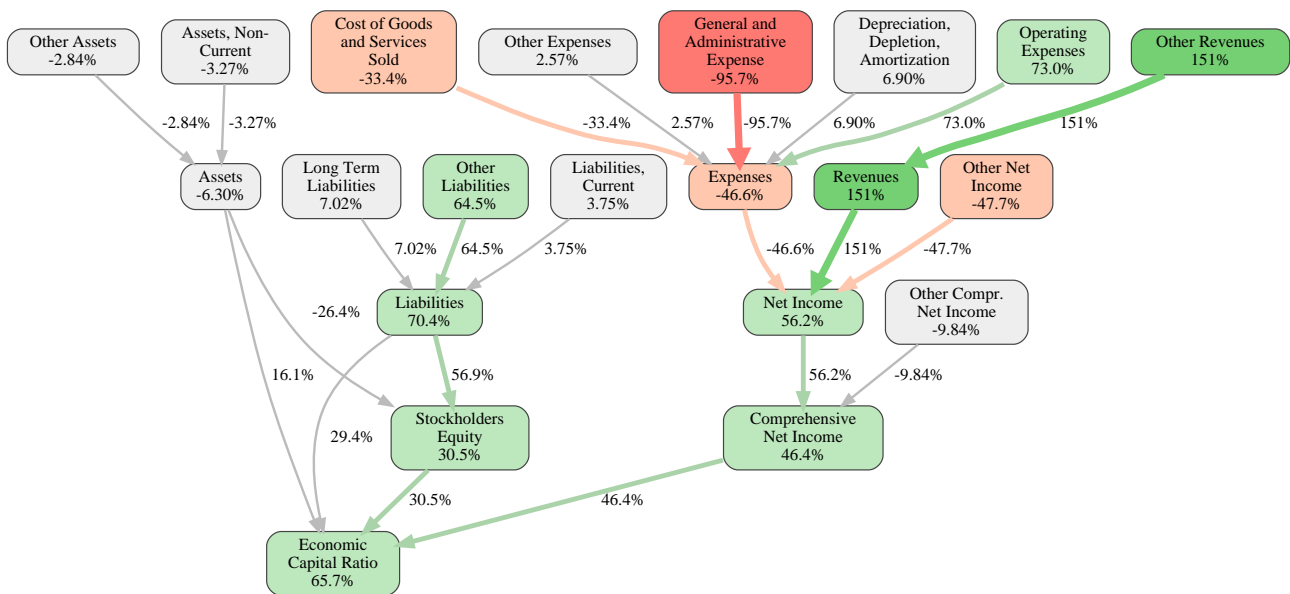 Other Assets
-2.84%
Assets, Non-
Current
-3.27%
Cost of Goods
and Services
Sold
-33.4%
Other Expenses
2.57%
General and
Administrative
Expense
-95.7%
Depreciation,
Depletion,
Amortization
6.90%
Operating
Expenses
73.0%
Other Revenues
151%
-2.84%
-3.27%
-33.4%
2.57%
-95.7%
6.90%
73.0%
151%
Assets
-6.30%
Long Term
Liabilities
7.02%
Other
Liabilities
64.5%
Liabilities,
Current
3.75%
Expenses
-46.6%
Revenues
151%
Other Net
Income
-47.7%
7.02%
64.5%
3.75%
-46.6%
151%
-47.7%
-26.4%
Liabilities
70.4%
Net Income
56.2%
Other Compr.
Net Income
-9.84%
16.1%
56.9%
56.2%
-9.84%
29.4%
Stockholders
Equity
30.5%
Comprehensive
Net Income
46.4%
30.5%
46.4%
Economic
Capital Ratio
65.7%